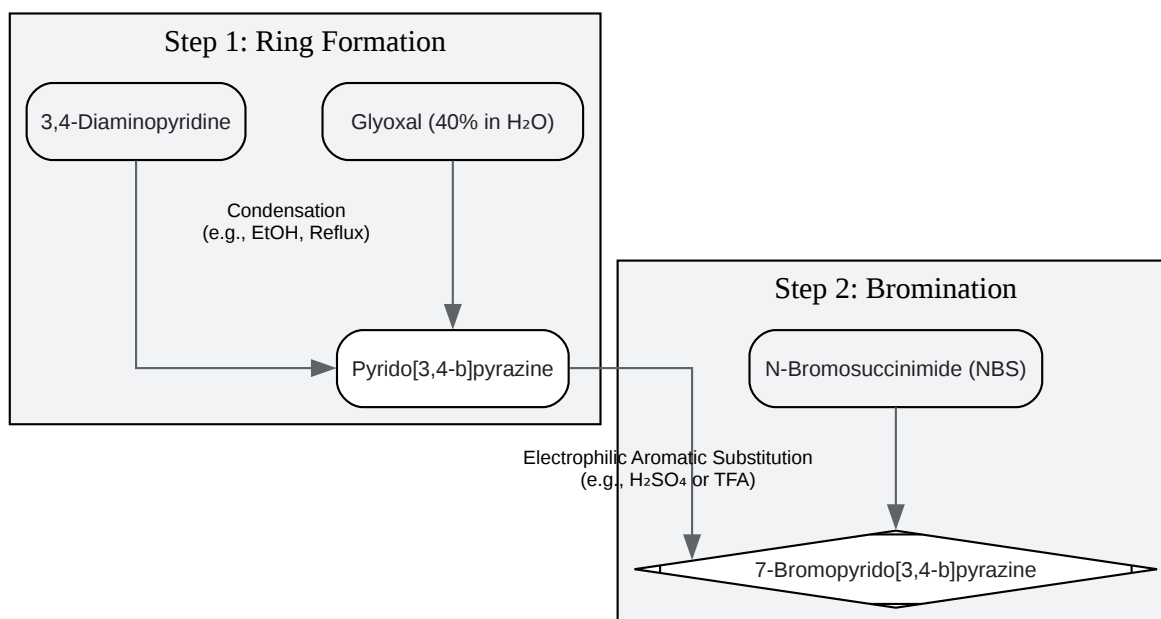 Step 1: Ring Formation
3,4-Diaminopyridine
Glyoxal (40% in H₂O)
Condensation
(e.g., EtOH, Reflux)
Pyrido[3,4-b]pyrazine
Step 2: Bromination
N-Bromosuccinimide (NBS)
Electrophilic Aromatic Substitution
(e.g., H₂SO₄ or TFA)
7-Bromopyrido[3,4-b]pyrazine